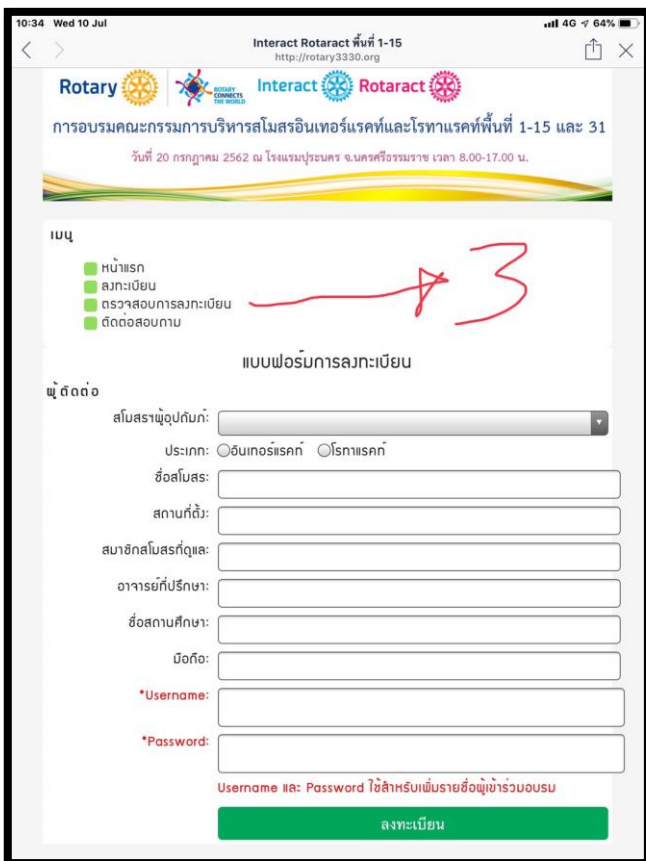 10:34 Wed 10 Jul 4G 64%
Interact Rotaract พื้นที่ 1-15
http://rotary3330.org
Rotary ROTARY CONNECTS THE WORLD Interact Rotaract
การอบรมคณะกรรมการบริหารสโมสรอินเทอร์แรคท์และโรทาแรคท์พื้นที่ 1-15 และ 31
วันที่ 20 กรกฎาคม 2562 ณ โรงแรมปุระนคร จ.นครศรีธรรมราช เวลา 8.00-17.00 น.
เมนู
หน้าแรก
ลงทะเบียน
ตรวจสอบการลงทะเบียน
ติดต่อสอบถาม
3
แบบฟอร์มการลงทะเบียน
ผู้ติดต่อ
สโมสรฯผู้อุปถัมภ์:
ประเภท: อินเทอร์แรคท์ โรทาแรคท์
ชื่อสโมสร:
สถานที่ตั้ง:
สมาชิกสโมสรที่ดูแล:
อาจารย์ที่ปรึกษา:
ชื่อสถานศึกษา:
มือถือ:
*Username:
*Password:
Username และ Password ใช้สำหรับเพิ่มรายชื่อผู้เข้าร่วมอบรม
ลงทะเบียน